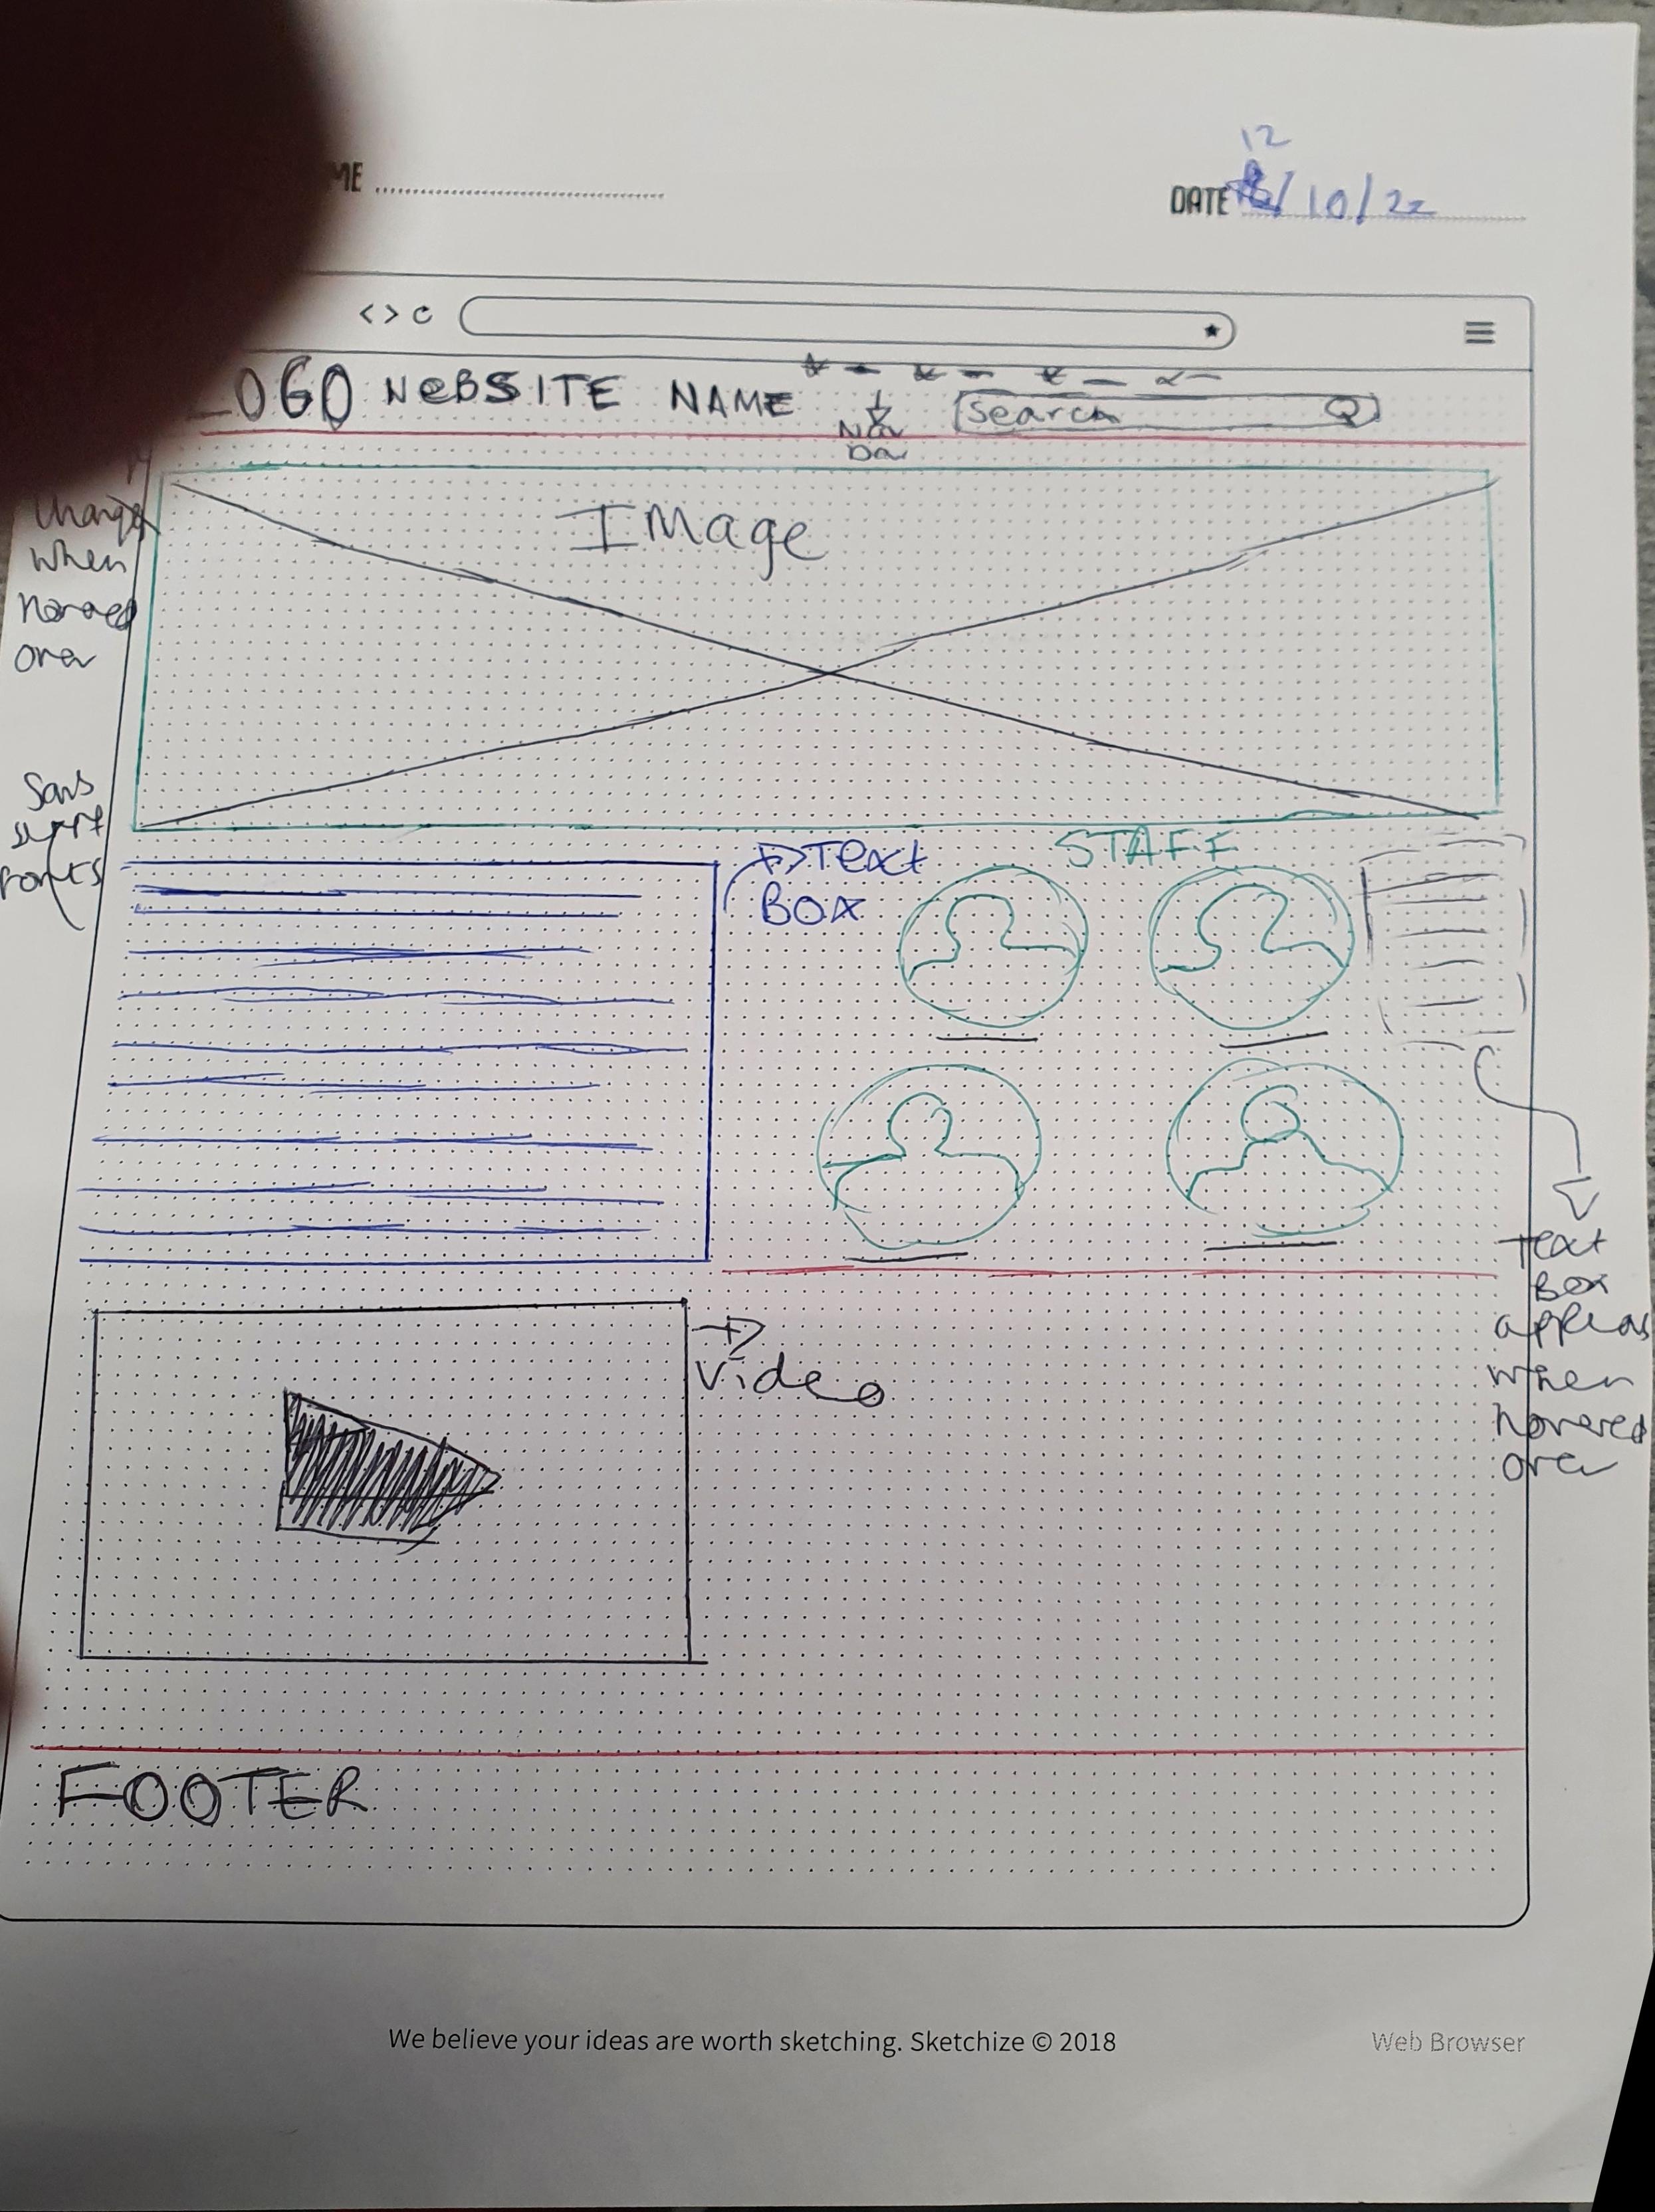 12
DATE /10/22
LOGO WEBSITE NAME
Search
Nav
Bar
Image
Changes
when
hovered
over
Sans
serif
fonts
Text
BOX
STAFF
Text
Box
appears
when
hovered
over
Video
FOOTER
We believe your ideas are worth sketching. Sketchize © 2018
Web Browser